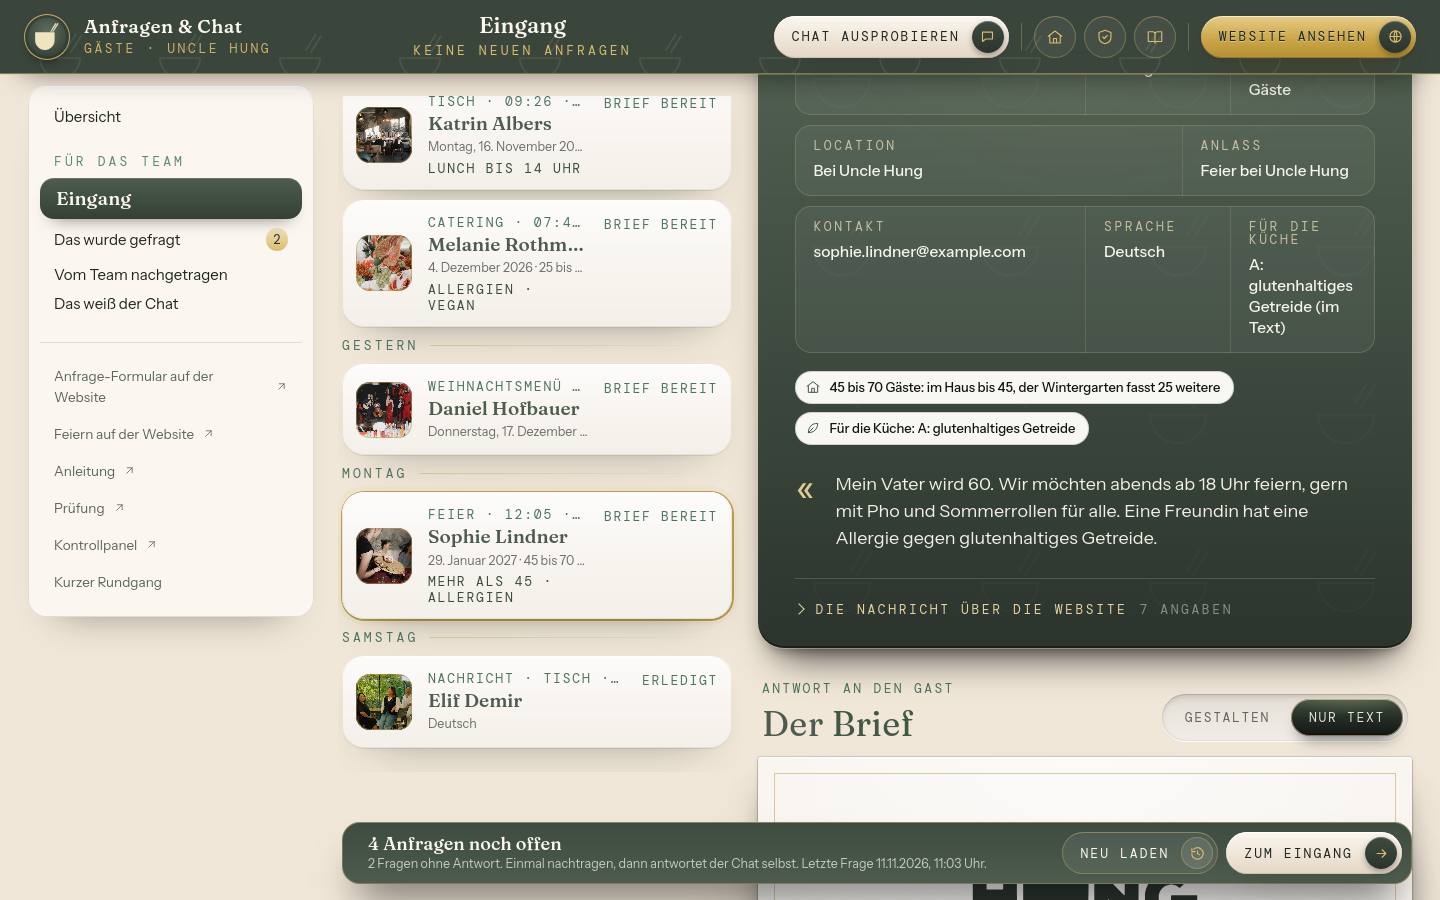 Anfragen & Chat
GÄSTE · UNCLE HUNG
Eingang
KEINE NEUEN ANFRAGEN
CHAT AUSPROBIEREN
WEBSITE ANSEHEN
Übersicht
FÜR DAS TEAM
Eingang
Das wurde gefragt 2
Vom Team nachgetragen
Das weiß der Chat
Anfrage-Formular auf der
Website
Feiern auf der Website
Anleitung
Prüfung
Kontrollpanel
Kurzer Rundgang
TISCH · 09:26 ·… BRIEF BEREIT
Katrin Albers
Montag, 16. November 20…
LUNCH BIS 14 UHR
CATERING · 07:4… BRIEF BEREIT
Melanie Rothm…
4. Dezember 2026 · 25 bis …
ALLERGIEN ·
VEGAN
GESTERN
WEIHNACHTSMENÜ … BRIEF BEREIT
Daniel Hofbauer
Donnerstag, 17. Dezember …
MONTAG
FEIER · 12:05 ·… BRIEF BEREIT
Sophie Lindner
29. Januar 2027 · 45 bis 70 …
MEHR ALS 45 ·
ALLERGIEN
SAMSTAG
NACHRICHT · TISCH ·… ERLEDIGT
Elif Demir
Deutsch
Gäste
LOCATION
Bei Uncle Hung
ANLASS
Feier bei Uncle Hung
KONTAKT
sophie.lindner@example.com
SPRACHE
Deutsch
FÜR DIE
KÜCHE
A:
glutenhaltiges
Getreide (im
Text)
45 bis 70 Gäste: im Haus bis 45, der Wintergarten fasst 25 weitere
Für die Küche: A: glutenhaltiges Getreide
« Mein Vater wird 60. Wir möchten abends ab 18 Uhr feiern, gern
mit Pho und Sommerrollen für alle. Eine Freundin hat eine
Allergie gegen glutenhaltiges Getreide.
DIE NACHRICHT ÜBER DIE WEBSITE 7 ANGABEN
ANTWORT AN DEN GAST
Der Brief
GESTALTEN
NUR TEXT
4 Anfragen noch offen
2 Fragen ohne Antwort. Einmal nachtragen, dann antwortet der Chat selbst. Letzte Frage 11.11.2026, 11:03 Uhr.
NEU LADEN
ZUM EINGANG